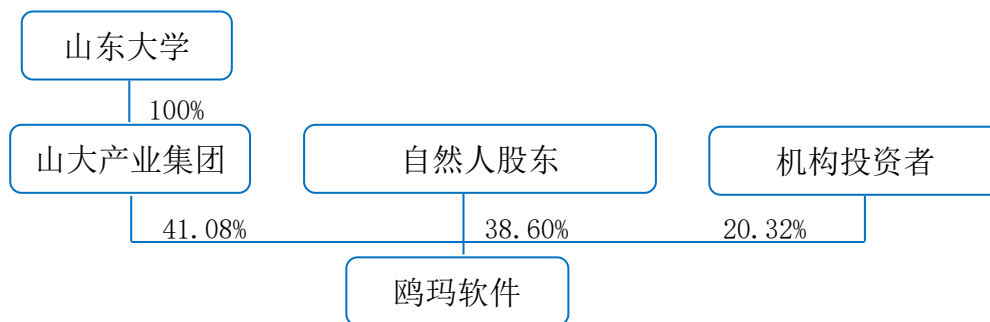 山东大学
100%
山大产业集团
自然人股东
机构投资者
41.08%
38.60%
20.32%
鸥玛软件